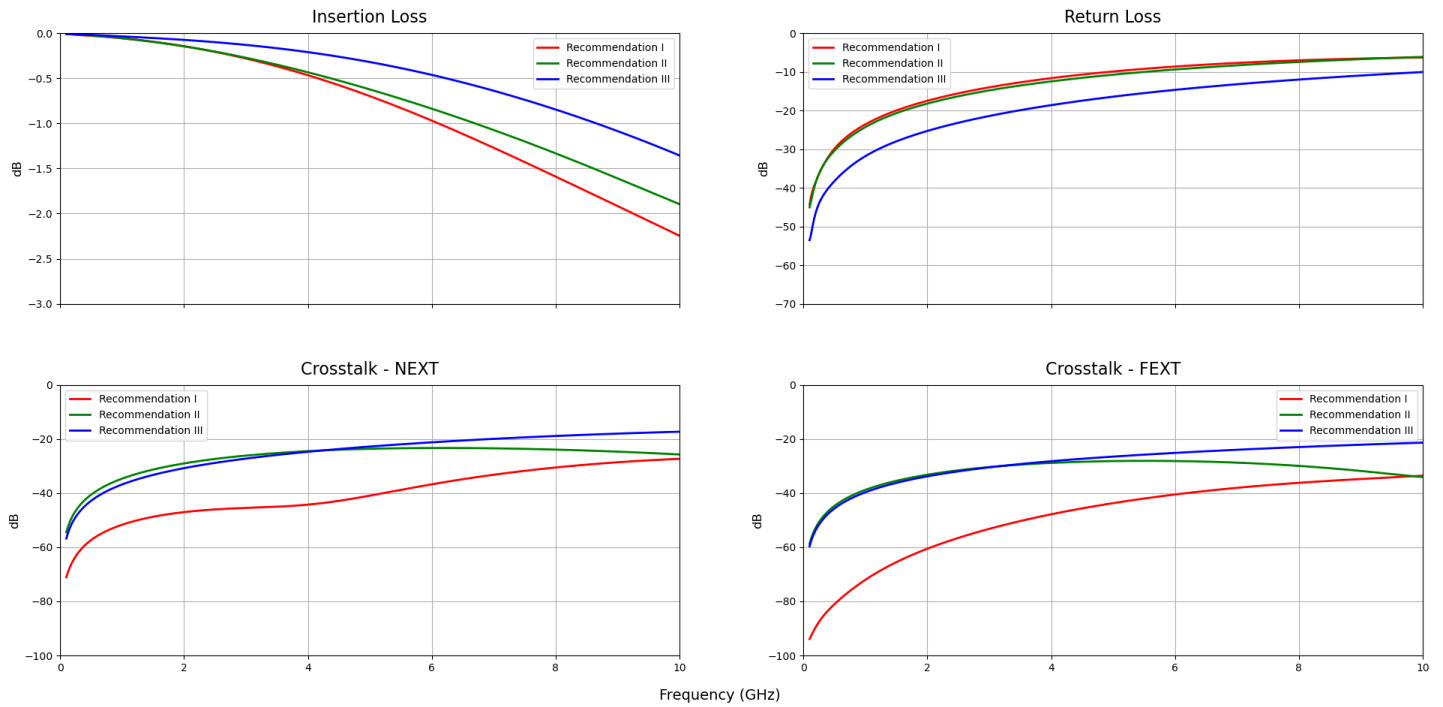 Insertion Loss
0.0
−0.5
−1.0
−1.5
−2.0
−2.5
−3.0
dB
Recommendation I
Recommendation II
Recommendation III
Return Loss
0
−10
−20
−30
−40
−50
−60
−70
dB
Recommendation I
Recommendation II
Recommendation III
Crosstalk - NEXT
0
−20
−40
−60
−80
−100
dB
Recommendation I
Recommendation II
Recommendation III
0 2 4 6 8 10
Crosstalk - FEXT
0
−20
−40
−60
−80
−100
dB
Recommendation I
Recommendation II
Recommendation III
0 2 4 6 8 10
Frequency (GHz)